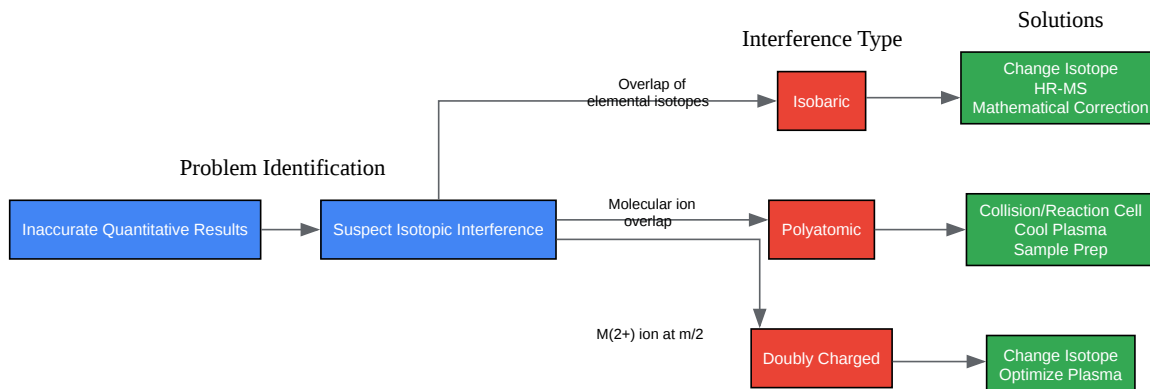 Solutions
Interference Type
Change Isotope
HR-MS
Mathematical Correction
Overlap of
elemental isotopes
Isobaric
Problem Identification
Inaccurate Quantitative Results
Suspect Isotopic Interference
Molecular ion
overlap
Polyatomic
Collision/Reaction Cell
Cool Plasma
Sample Prep
M(2+) ion at m/2
Doubly Charged
Change Isotope
Optimize Plasma